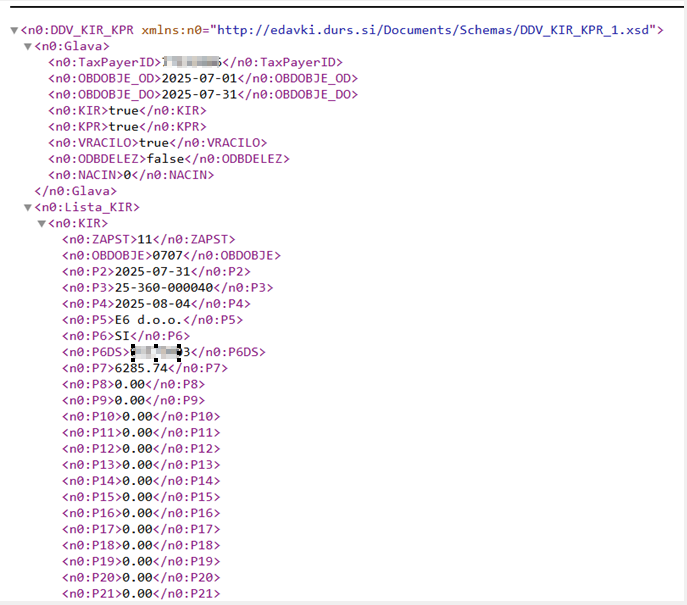 <n0:DDV_KIR_KPR xmlns:n0="http://edavki.durs.si/Documents/Schemas/DDV_KIR_KPR_1.xsd">
<n0:Glava>
<n0:TaxPayerID></n0:TaxPayerID>
<n0:OBDOBJE_OD>2025-07-01</n0:OBDOBJE_OD>
<n0:OBDOBJE_DO>2025-07-31</n0:OBDOBJE_DO>
<n0:KIR>true</n0:KIR>
<n0:KPR>true</n0:KPR>
<n0:VRACILO>true</n0:VRACILO>
<n0:ODBDELEZ>false</n0:ODBDELEZ>
<n0:NACIN>0</n0:NACIN>
</n0:Glava>
<n0:Lista_KIR>
<n0:KIR>
<n0:ZAPST>11</n0:ZAPST>
<n0:OBDOBJE>0707</n0:OBDOBJE>
<n0:P2>2025-07-31</n0:P2>
<n0:P3>25-360-000040</n0:P3>
<n0:P4>2025-08-04</n0:P4>
<n0:P5>E6 d.o.o.</n0:P5>
<n0:P6>SI</n0:P6>
<n0:P6DS></n0:P6DS>
<n0:P7>6285.74</n0:P7>
<n0:P8>0.00</n0:P8>
<n0:P9>0.00</n0:P9>
<n0:P10>0.00</n0:P10>
<n0:P11>0.00</n0:P11>
<n0:P12>0.00</n0:P12>
<n0:P13>0.00</n0:P13>
<n0:P14>0.00</n0:P14>
<n0:P15>0.00</n0:P15>
<n0:P16>0.00</n0:P16>
<n0:P17>0.00</n0:P17>
<n0:P18>0.00</n0:P18>
<n0:P19>0.00</n0:P19>
<n0:P20>0.00</n0:P20>
<n0:P21>0.00</n0:P21>